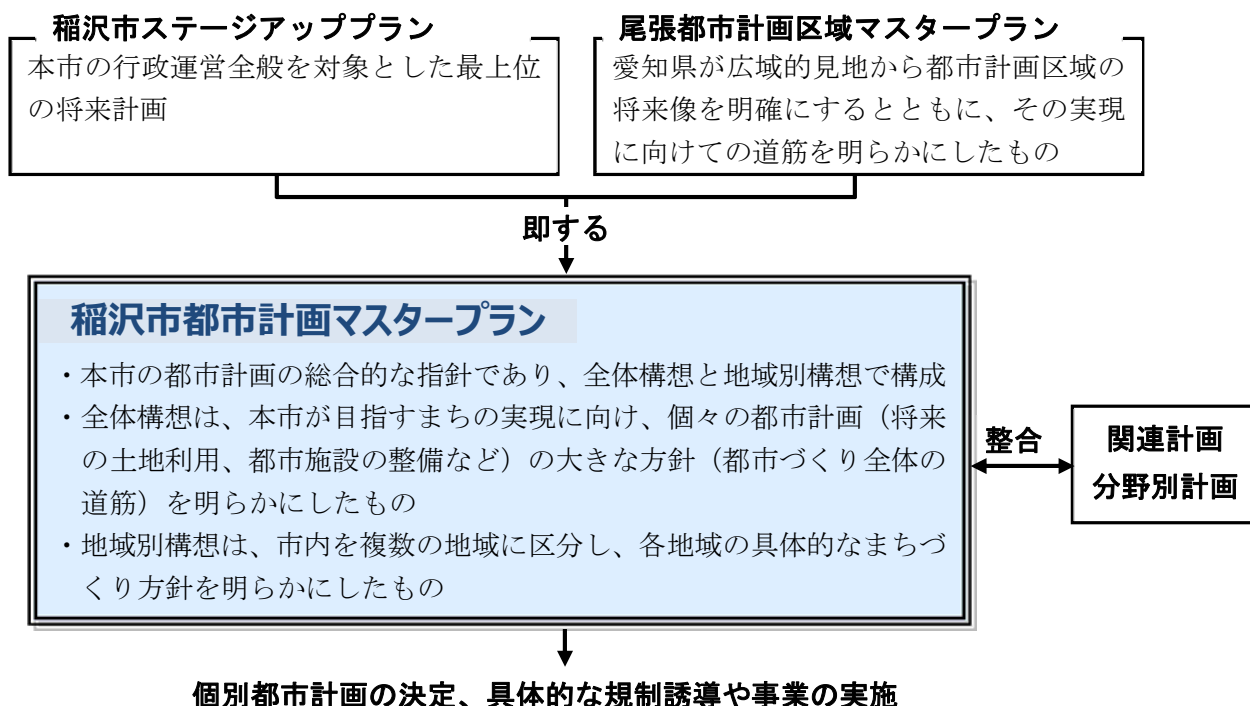 稲沢市ステージアッププラン
本市の行政運営全般を対象とした最上位
の将来計画
尾張都市計画区域マスタープラン
愛知県が広域的見地から都市計画区域の
将来像を明確にするとともに、その実現
に向けての道筋を明らかにしたもの
即する
稲沢市都市計画マスタープラン
・本市の都市計画の総合的な指針であり、全体構想と地域別構想で構成
・全体構想は、本市が目指すまちの実現に向け、個々の都市計画（将来
の土地利用、都市施設の整備など）の大きな方針（都市づくり全体の
道筋）を明らかにしたもの
・地域別構想は、市内を複数の地域に区分し、各地域の具体的なまちづ
くり方針を明らかにしたもの
整合
関連計画
分野別計画
個別都市計画の決定、具体的な規制誘導や事業の実施